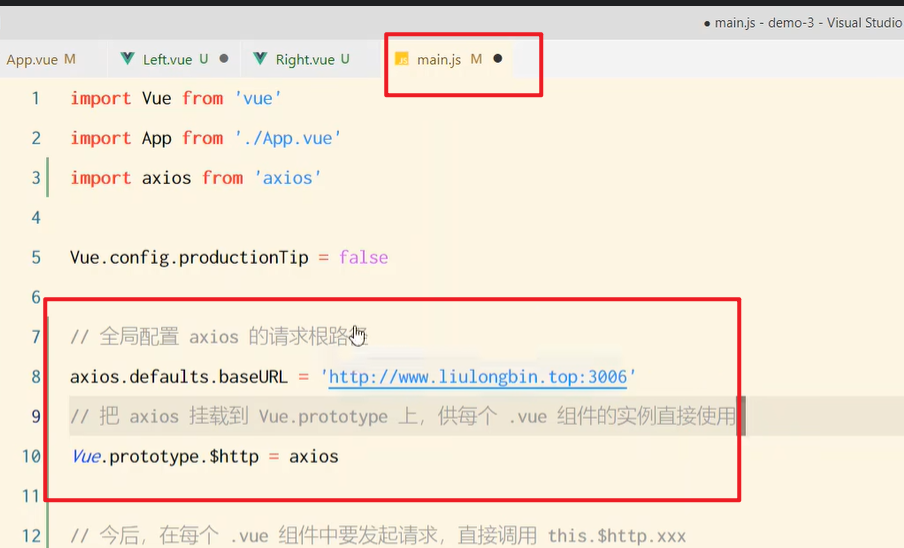 ● main.js - demo-3 - Visual Studio
App.vue M Left.vue U ● Right.vue U main.js M ●
1 import Vue from 'vue'
2 import App from './App.vue'
3 import axios from 'axios'
4
5 Vue.config.productionTip = false
6
7 // 全局配置 axios 的请求根路径
8 axios.defaults.baseURL = 'http://www.liulongbin.top:3006'
9 // 把 axios 挂载到 Vue.prototype 上，供每个 .vue 组件的实例直接使用
10 Vue.prototype.$http = axios
11
12 // 今后，在每个 .vue 组件中要发起请求，直接调用 this.$http.xxx